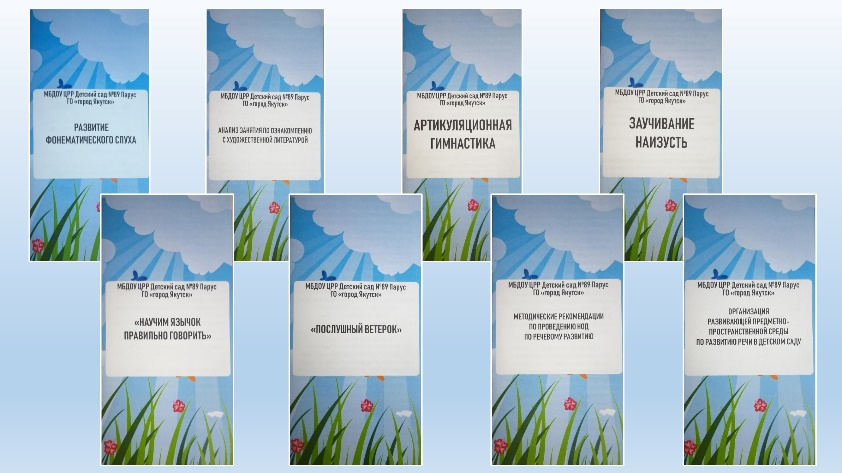 МБДОУ ЦРР Детский сад №89 Парус
ГО «город Якутск»
РАЗВИТИЕ
ФОНЕМАТИЧЕСКОГО СЛУХА
МБДОУ ЦРР Детский сад №89 Парус
ГО «город Якутск»
АНАЛИЗ ЗАНЯТИЯ ПО ОЗНАКОМЛЕНИЮ
С ХУДОЖЕСТВЕННОЙ ЛИТЕРАТУРОЙ
МБДОУ ЦРР Детский сад №89 Парус
ГО «город Якутск»
АРТИКУЛЯЦИОННАЯ
ГИМНАСТИКА
МБДОУ ЦРР Детский сад №89 Парус
ГО «город Якутск»
ЗАУЧИВАНИЕ
НАИЗУСТЬ
МБДОУ ЦРР Детский сад №89 Парус
ГО «город Якутск»
«НАУЧИМ ЯЗЫЧОК
ПРАВИЛЬНО ГОВОРИТЬ»
МБДОУ ЦРР Детский сад №89 Парус
ГО «город Якутск»
«ПОСЛУШНЫЙ ВЕТЕРОК»
МБДОУ ЦРР Детский сад №89 Парус
ГО «город Якутск»
МЕТОДИЧЕСКИЕ РЕКОМЕНДАЦИИ
ПО ПРОВЕДЕНИЮ НОД
ПО РЕЧЕВОМУ РАЗВИТИЮ
МБДОУ ЦРР Детский сад №89 Парус
ГО «город Якутск»
ОРГАНИЗАЦИЯ
РАЗВИВАЮЩЕЙ ПРЕДМЕТНО-
ПРОСТРАНСТВЕННОЙ СРЕДЫ
ПО РАЗВИТИЮ РЕЧИ В ДЕТСКОМ САДУ